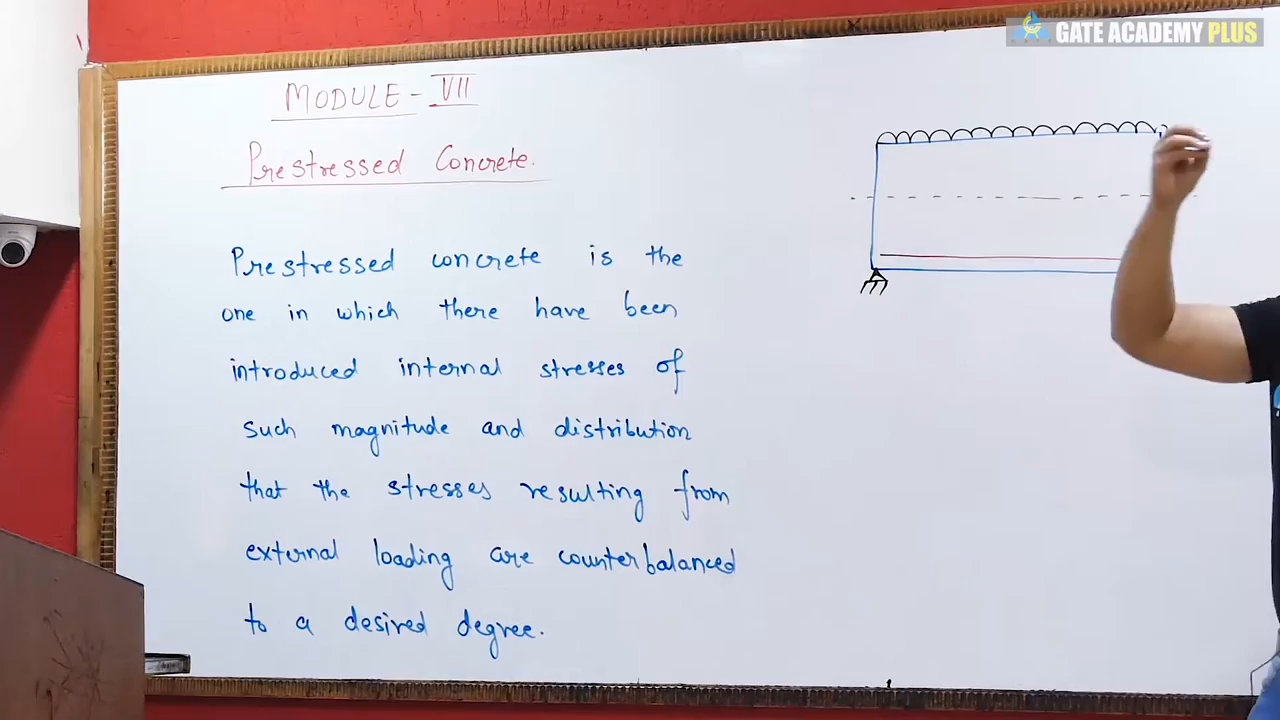 GATE ACADEMY PLUS
MODULE - VII
Prestressed Concrete.
Prestressed concrete is the
one in which there have been
introduced internal stresses of
such magnitude and distribution
that the stresses resulting from
external loading are counterbalanced
to a desired degree.